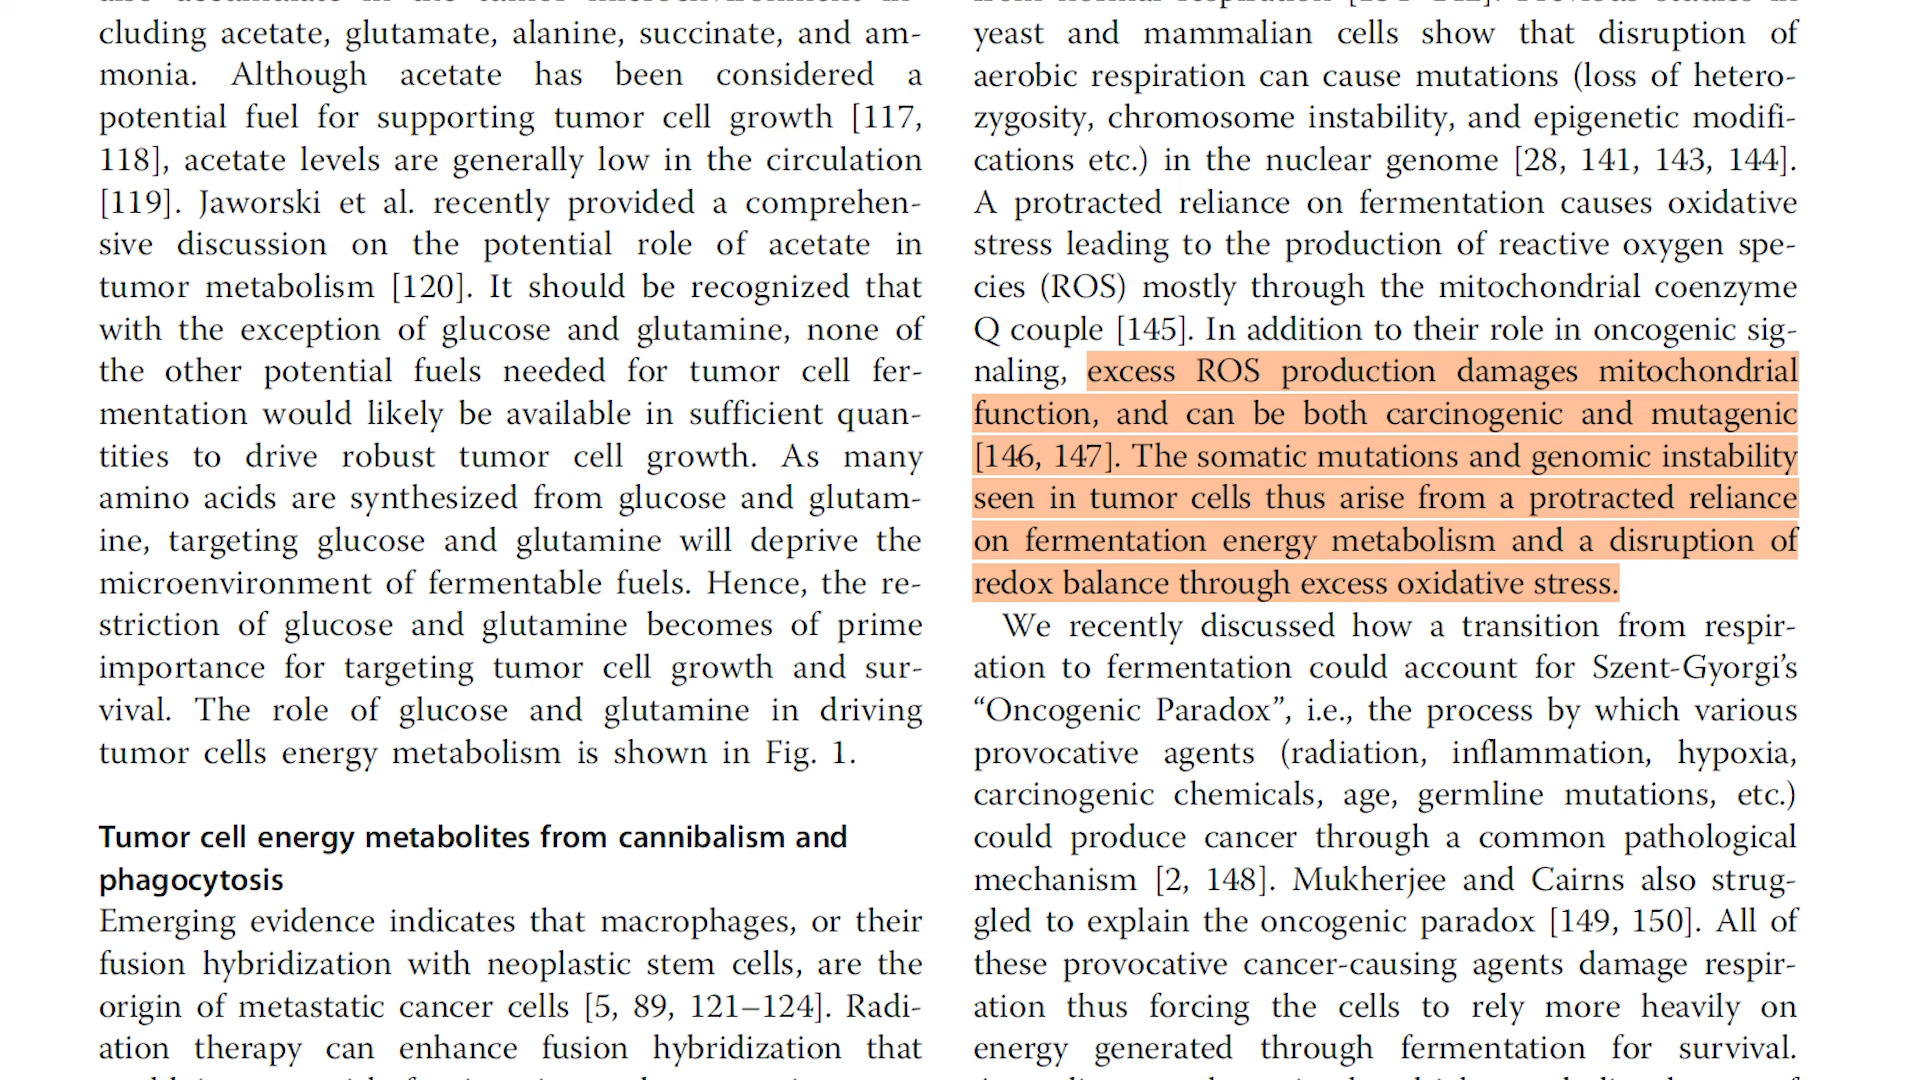 cluding acetate, glutamate, alanine, succinate, and am-
monia. Although acetate has been considered a
potential fuel for supporting tumor cell growth [117,
118], acetate levels are generally low in the circulation
[119]. Jaworski et al. recently provided a comprehen-
sive discussion on the potential role of acetate in
tumor metabolism [120]. It should be recognized that
with the exception of glucose and glutamine, none of
the other potential fuels needed for tumor cell fer-
mentation would likely be available in sufficient quan-
tities to drive robust tumor cell growth. As many
amino acids are synthesized from glucose and glutam-
ine, targeting glucose and glutamine will deprive the
microenvironment of fermentable fuels. Hence, the re-
striction of glucose and glutamine becomes of prime
importance for targeting tumor cell growth and sur-
vival. The role of glucose and glutamine in driving
tumor cells energy metabolism is shown in Fig. 1.
Tumor cell energy metabolites from cannibalism and
phagocytosis
Emerging evidence indicates that macrophages, or their
fusion hybridization with neoplastic stem cells, are the
origin of metastatic cancer cells [5, 89, 121–124]. Radi-
ation therapy can enhance fusion hybridization that
yeast and mammalian cells show that disruption of
aerobic respiration can cause mutations (loss of hetero-
zygosity, chromosome instability, and epigenetic modifi-
cations etc.) in the nuclear genome [28, 141, 143, 144].
A protracted reliance on fermentation causes oxidative
stress leading to the production of reactive oxygen spe-
cies (ROS) mostly through the mitochondrial coenzyme
Q couple [145]. In addition to their role in oncogenic sig-
naling, excess ROS production damages mitochondrial
function, and can be both carcinogenic and mutagenic
[146, 147]. The somatic mutations and genomic instability
seen in tumor cells thus arise from a protracted reliance
on fermentation energy metabolism and a disruption of
redox balance through excess oxidative stress.
We recently discussed how a transition from respir-
ation to fermentation could account for Szent-Gyorgi’s
“Oncogenic Paradox”, i.e., the process by which various
provocative agents (radiation, inflammation, hypoxia,
carcinogenic chemicals, age, germline mutations, etc.)
could produce cancer through a common pathological
mechanism [2, 148]. Mukherjee and Cairns also strug-
gled to explain the oncogenic paradox [149, 150]. All of
these provocative cancer-causing agents damage respir-
ation thus forcing the cells to rely more heavily on
energy generated through fermentation for survival.